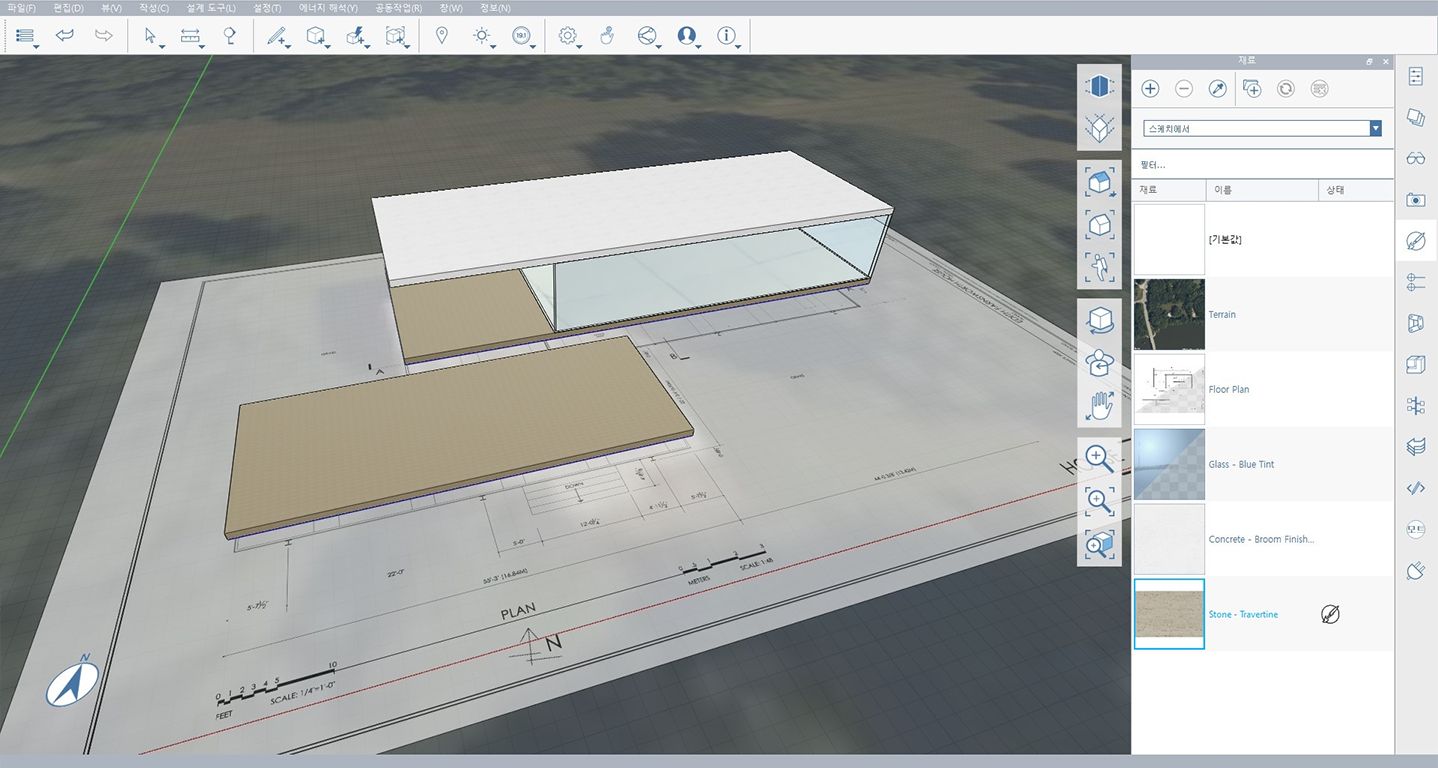 파일(F) 편집(D) 뷰(V) 작성(C) 설계 도구(L) 설정(T) 에너지 해석(Y) 공동작업(R) 창(W) 정보(N)
19.1
재료
스케치에서
필터...
재료 이름 상태
[기본값]
Terrain
Floor Plan
Glass - Blue Tint
Concrete - Broom Finish...
Stone - Travertine
모드
A
B
DOWN
12'-0¾"
5'-0"
22'-0"
55'-3" (16.84M)
5'-7½"
PLAN
N
0 1 2 3 4 5 10
FEET
SCALE: 1/4"=1'-0"
METERS
SCALE: 1:48
N